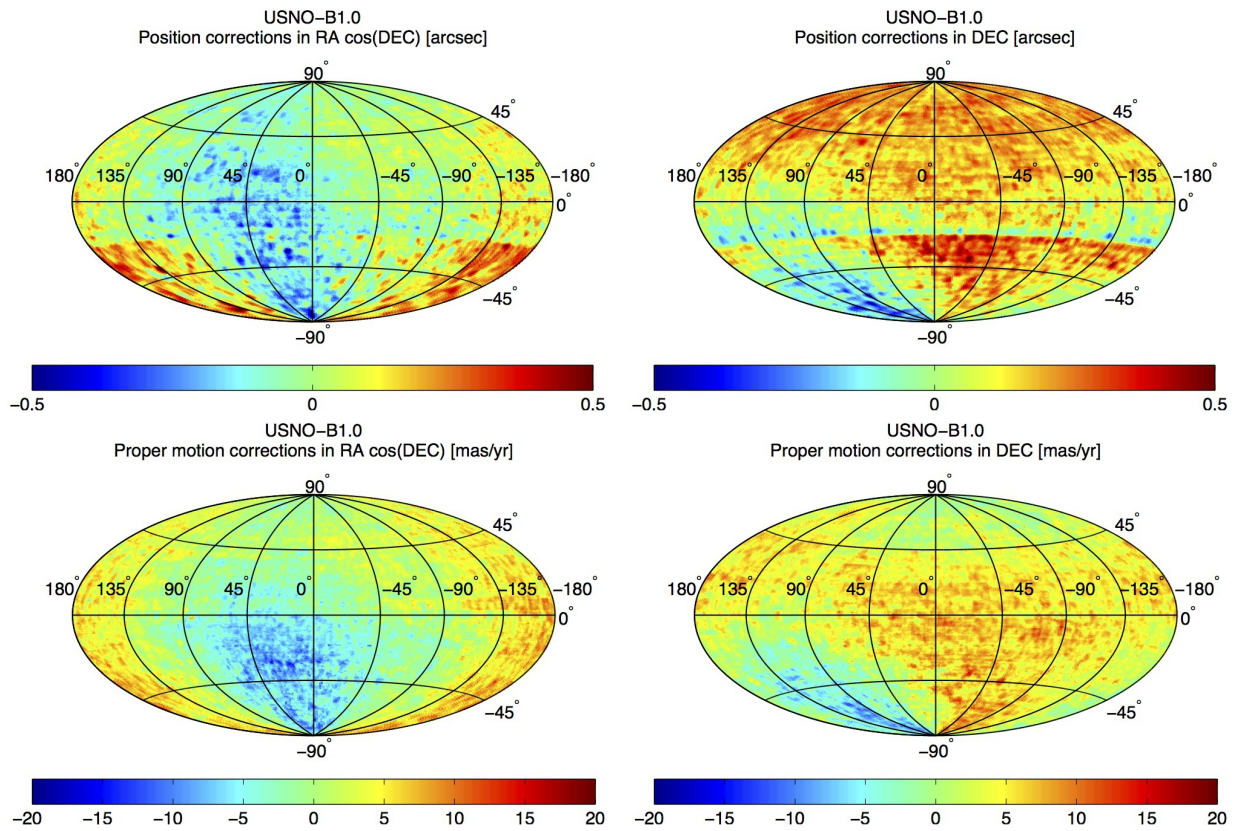 USNO−B1.0
Position corrections in RA cos(DEC) [arcsec]
90°
45°
180° 135° 90° 45° 0° −45° −90° −135° −180°
0°
−45°
−90°
−0.5 0 0.5
USNO−B1.0
Position corrections in DEC [arcsec]
90°
45°
180° 135° 90° 45° 0° −45° −90° −135° −180°
0°
−45°
−90°
−0.5 0 0.5
USNO−B1.0
Proper motion corrections in RA cos(DEC) [mas/yr]
90°
45°
180° 135° 90° 45° 0° −45° −90° −135° −180°
0°
−45°
−90°
−20 −15 −10 −5 0 5 10 15 20
USNO−B1.0
Proper motion corrections in DEC [mas/yr]
90°
45°
180° 135° 90° 45° 0° −45° −90° −135° −180°
0°
−45°
−90°
−20 −15 −10 −5 0 5 10 15 20